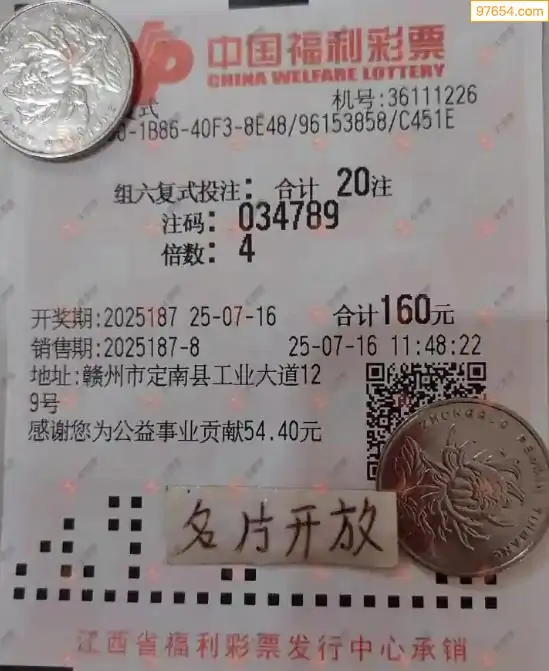 97654.com
中国福利彩票
CHINA WELFARE LOTTERY
式 机号:36111226
0-1B86-40F3-8E48/96153858/C451E
组六复式投注: 合计 20注
注码: 034789
倍数: 4
开奖期:2025187 25-07-16 合计160元
销售期:2025187-8 25-07-16 11:48:22
地址:赣州市定南县工业大道12
9号
感谢您为公益事业贡献54.40元
名片开放
江西省福利彩票发行中心承销